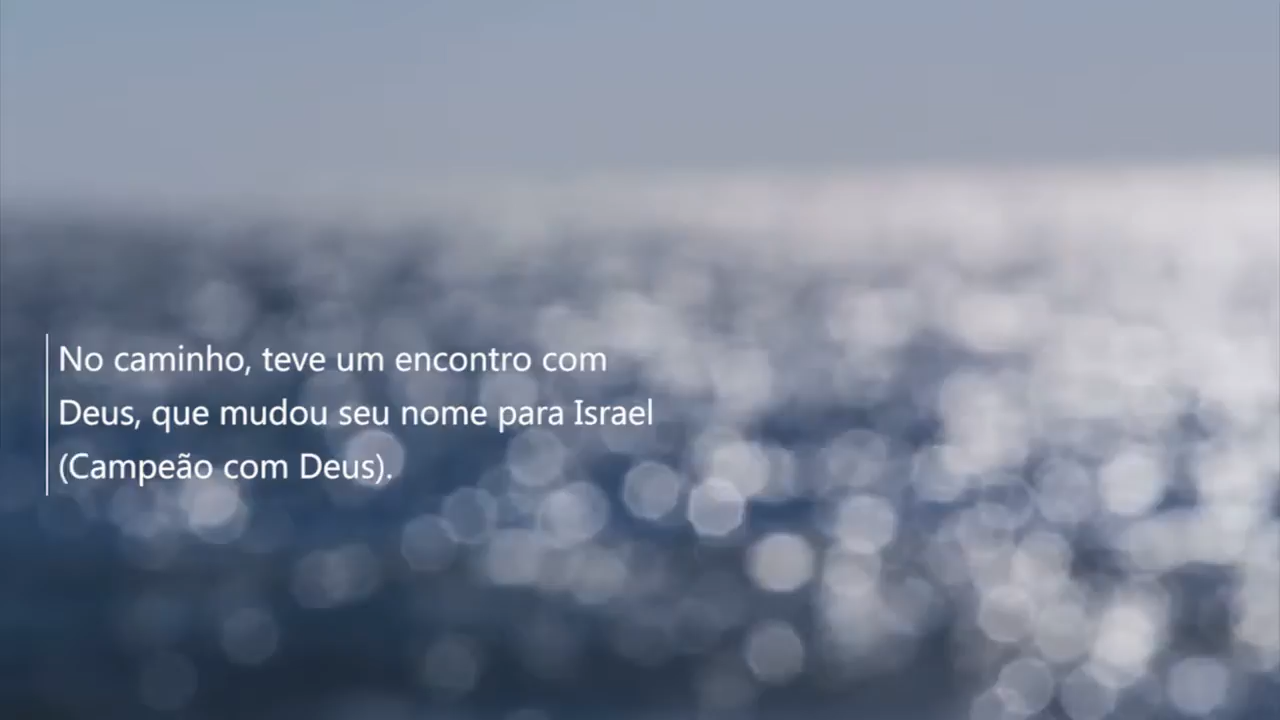 No caminho, teve um encontro com
Deus, que mudou seu nome para Israel
(Campeão com Deus).